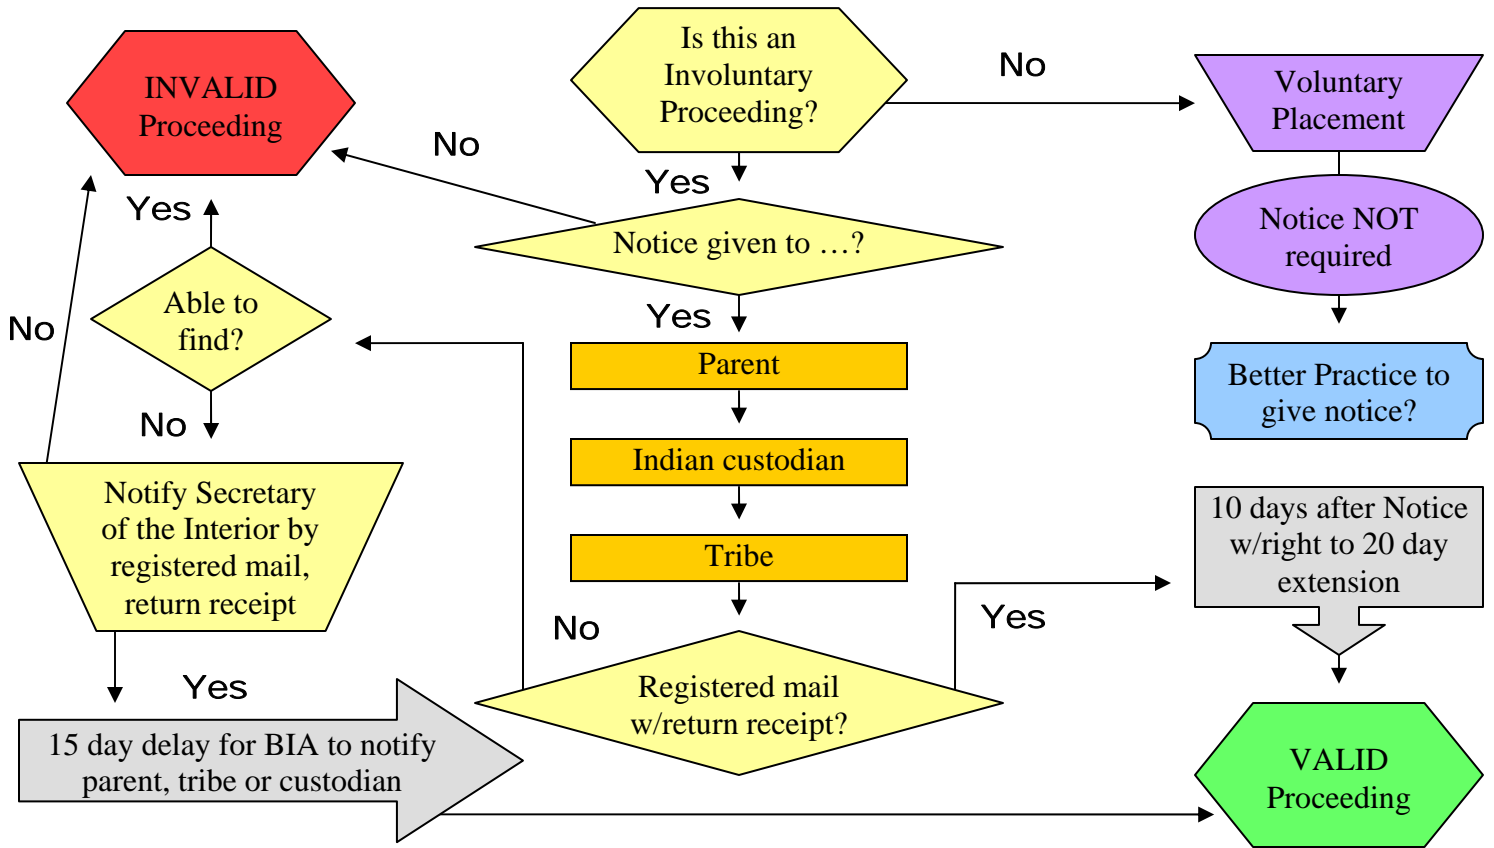 Is this an
Involuntary
Proceeding?
No
Voluntary
Placement
INVALID
Proceeding
No
Yes
Yes
Notice NOT
required
Notice given to …?
Able to
find?
No
Yes
Parent
Better Practice to
give notice?
No
Indian custodian
Notify Secretary
of the Interior by
registered mail,
return receipt
10 days after Notice
w/right to 20 day
extension
Tribe
No
Yes
Registered mail
w/return receipt?
Yes
15 day delay for BIA to notify
parent, tribe or custodian
VALID
Proceeding